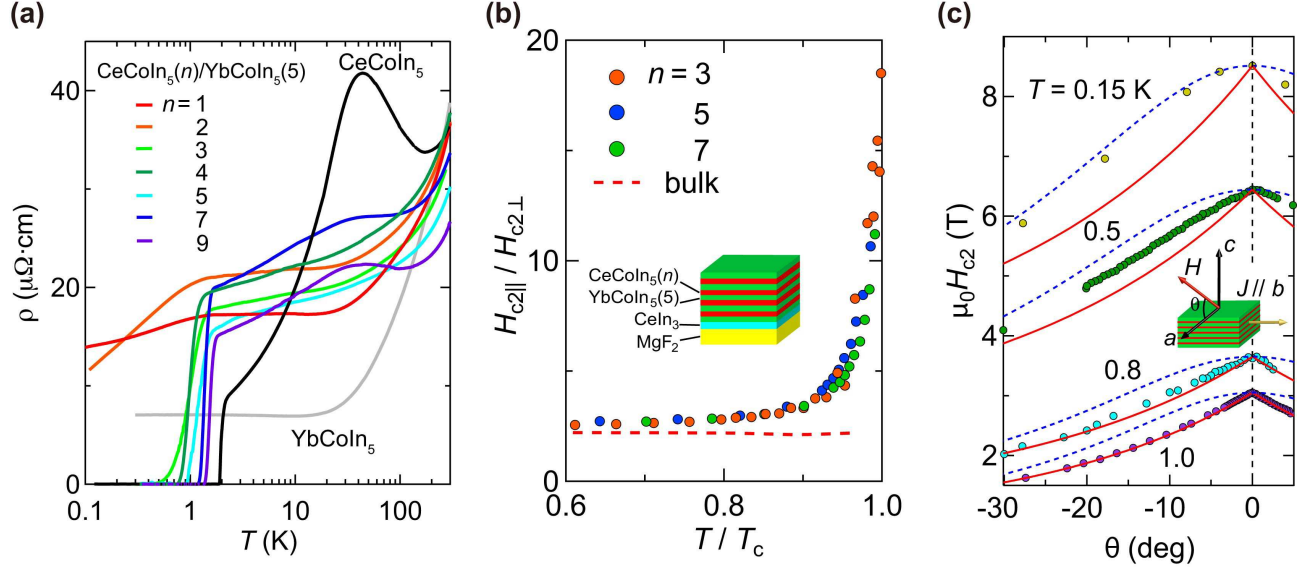 (a)
CeCoIn5(n)/YbCoIn5(5)
n = 1
2
3
4
5
7
9
CeCoIn5
YbCoIn5
40
30
20
10
0
ρ (μΩ·cm)
0.1
1
10
100
T (K)
(b)
n = 3
5
7
bulk
CeCoIn5(n)
YbCoIn5(5)
CeIn3
MgF2
20
10
0
Hc2|| / Hc2⊥
0.6
0.8
1.0
T / Tc
(c)
T = 0.15 K
0.5
0.8
1.0
c
H
θ
a
J // b
8
6
4
2
μ0Hc2 (T)
-30
-20
-10
0
θ (deg)